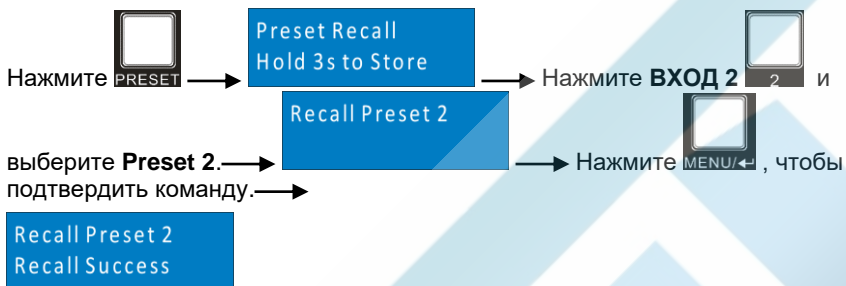 Preset Recall
Hold 3s to Store
Нажмите PRESET Нажмите ВХОД 2 2 и
Recall Preset 2
выберите Preset 2. Нажмите MENU/↵ , чтобы
подтвердить команду.
Recall Preset 2
Recall Success